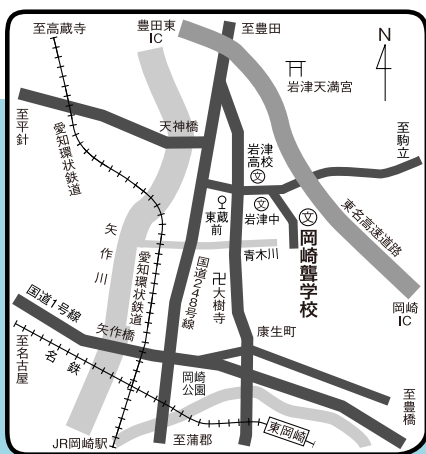 至高蔵寺
豊田東
IC
至豊田
N
岩津天満宮
至平針
愛知環状鉄道
天神橋
岩津
高校
文
至駒立
東蔵前
文
岩津中
文
岡崎聾学校
東名高速道路
矢作川
愛知環状鉄道
青木川
国道248号線
卍大樹寺
岡崎
IC
国道1号線
矢作橋
康生町
至名古屋
名鉄
岡崎
公園
至豊橋
東岡崎
JR岡崎駅
至蒲郡